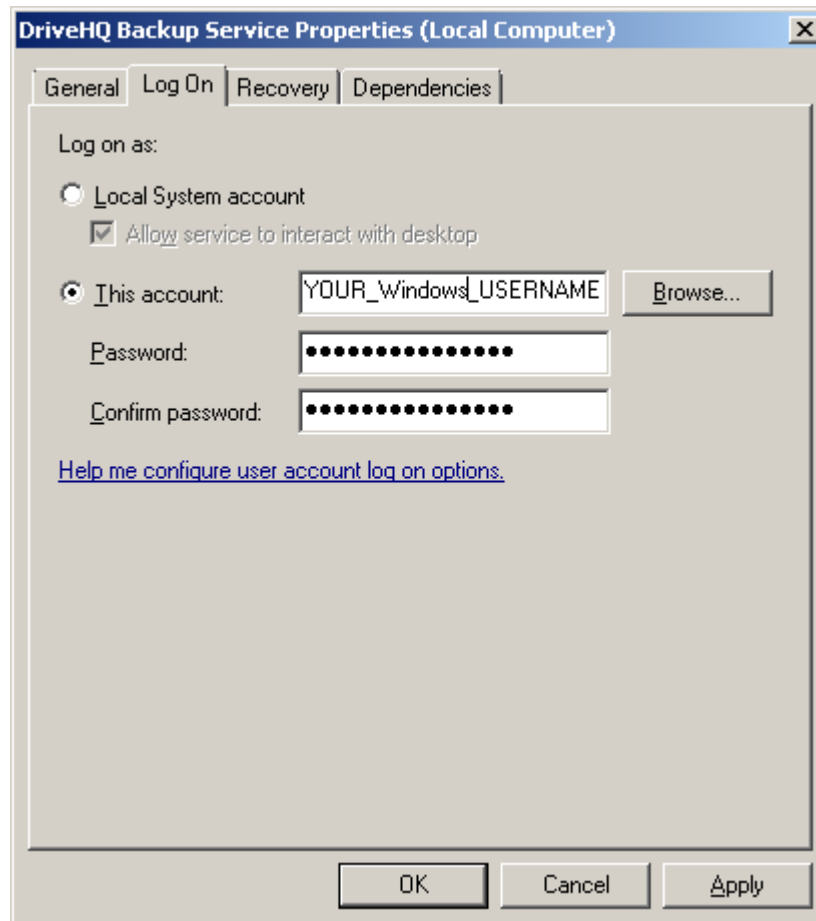 DriveHQ Backup Service Properties (Local Computer)
General Log On Recovery Dependencies
Log on as:
Local System account
Allow service to interact with desktop
This account: YOUR_Windows_USERNAME Browse...
Password: •••••••••••••••
Confirm password: •••••••••••••••
Help me configure user account log on options.
OK Cancel Apply